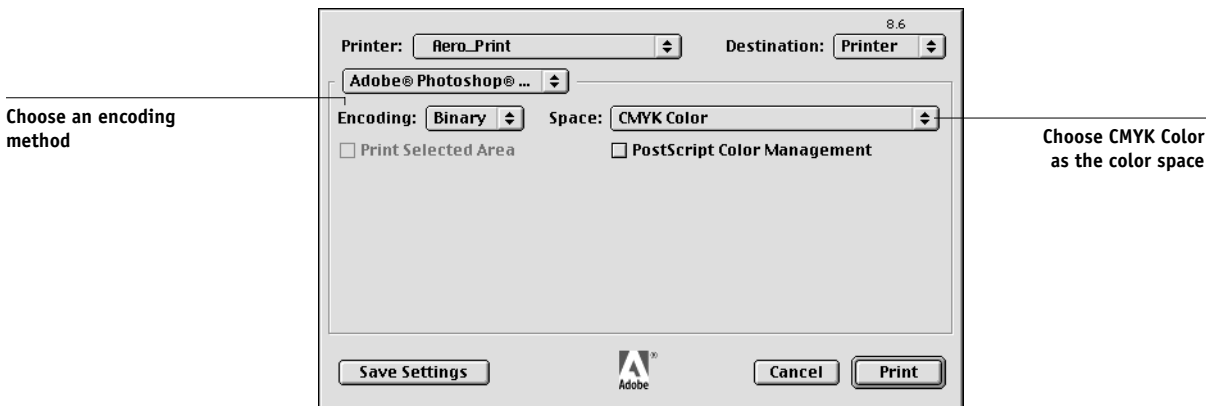 8.6
Printer: Aero_Print Destination: Printer
Adobe® Photoshop® ...
Choose an encoding
method
Encoding: Binary Space: CMYK Color
Choose CMYK Color
as the color space
Print Selected Area PostScript Color Management
Save Settings Adobe ® Cancel Print